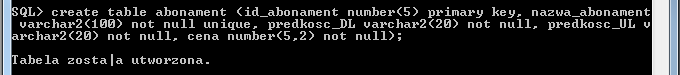 SQL> create table abonament (id_abonament number(5) primary key, nazwa_abonament
 varchar2(100) not null unique, predkosc_DL varchar2(20) not null, predkosc_UL v
archar2(20) not null, cena number(5,2) not null);
Tabela zosta|a utworzona.